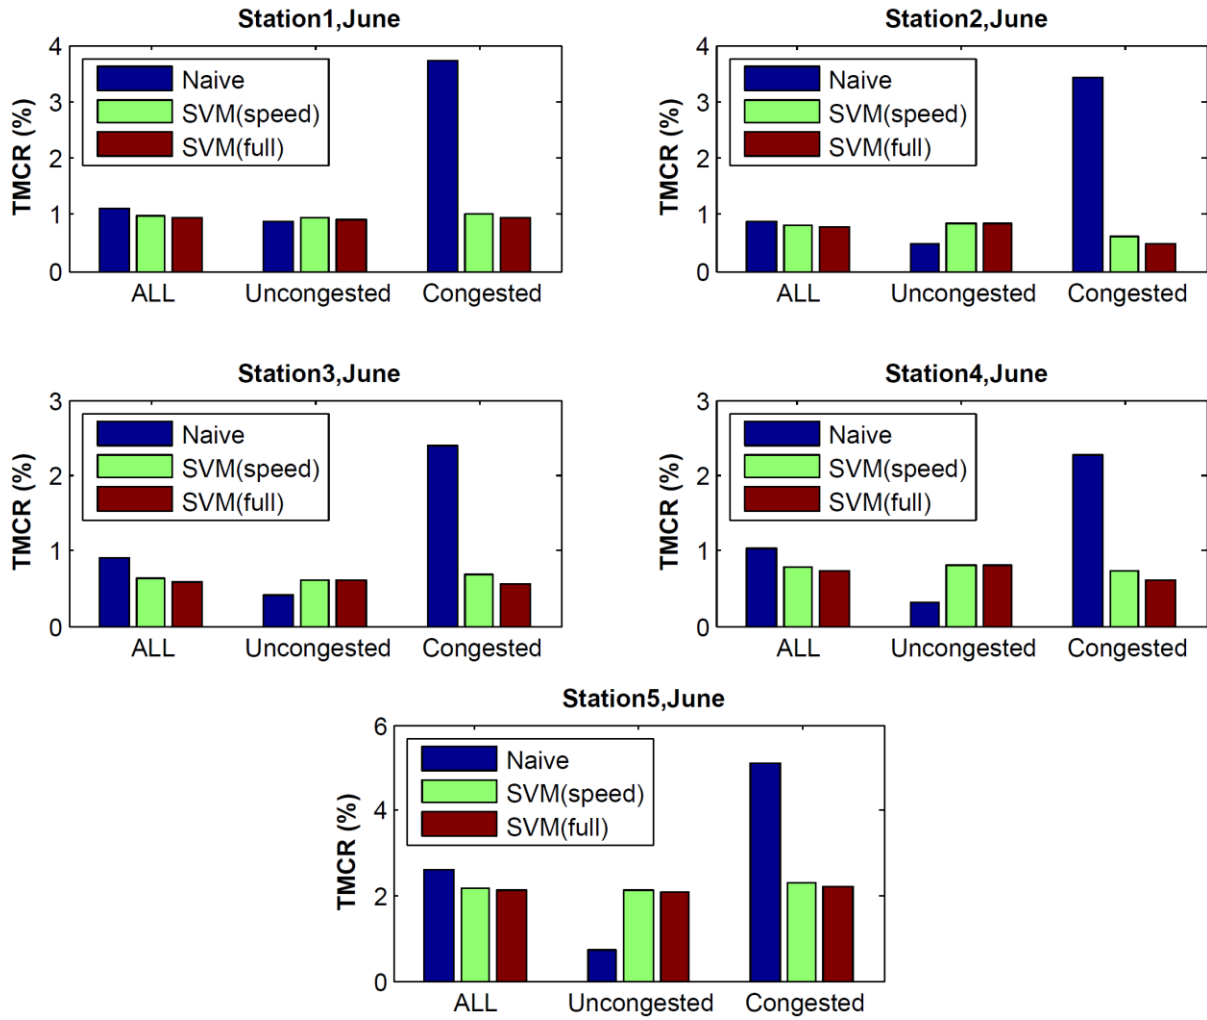 Station1,June
TMCR (%)
4
3
2
1
0
Naive
SVM(speed)
SVM(full)
ALL Uncongested Congested
Station2,June
TMCR (%)
4
3
2
1
0
Naive
SVM(speed)
SVM(full)
ALL Uncongested Congested
Station3,June
TMCR (%)
3
2
1
0
Naive
SVM(speed)
SVM(full)
ALL Uncongested Congested
Station4,June
TMCR (%)
3
2
1
0
Naive
SVM(speed)
SVM(full)
ALL Uncongested Congested
Station5,June
TMCR (%)
6
4
2
0
Naive
SVM(speed)
SVM(full)
ALL Uncongested Congested